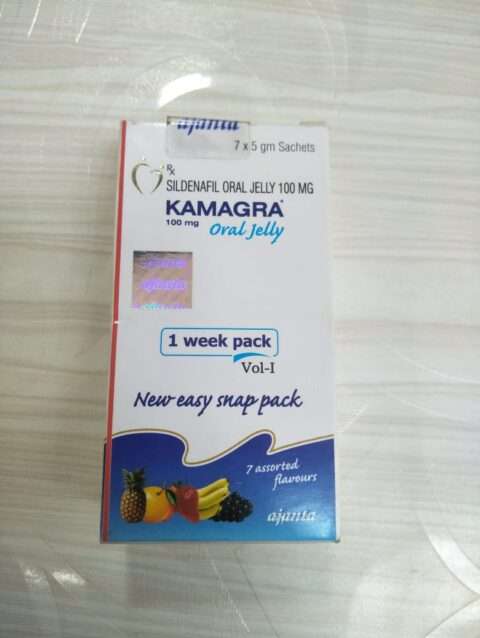 ajanta
7 x 5 gm Sachets
Rx
SILDENAFIL ORAL JELLY 100 MG
KAMAGRA®
100 mg Oral Jelly
ajanta
1 week pack
Vol-I
New easy snap pack
7 assorted
flavours
ajanta